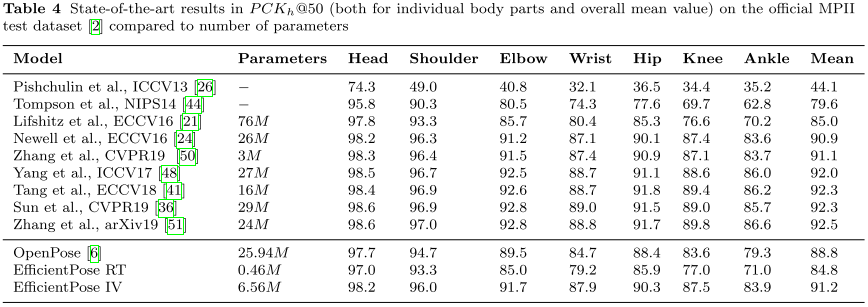 Table 4 State-of-the-art results in PCKh@50 (both for individual body parts and overall mean value) on the official MPII
test dataset [2] compared to number of parameters
Model Parameters Head Shoulder Elbow Wrist Hip Knee Ankle Mean
Pishchulin et al., ICCV13 [26] − 74.3 49.0 40.8 32.1 36.5 34.4 35.2 44.1
Tompson et al., NIPS14 [44] − 95.8 90.3 80.5 74.3 77.6 69.7 62.8 79.6
Lifshitz et al., ECCV16 [21] 76M 97.8 93.3 85.7 80.4 85.3 76.6 70.2 85.0
Newell et al., ECCV16 [24] 26M 98.2 96.3 91.2 87.1 90.1 87.4 83.6 90.9
Zhang et al., CVPR19 [50] 3M 98.3 96.4 91.5 87.4 90.9 87.1 83.7 91.1
Yang et al., ICCV17 [48] 27M 98.5 96.7 92.5 88.7 91.1 88.6 86.0 92.0
Tang et al., ECCV18 [41] 16M 98.4 96.9 92.6 88.7 91.8 89.4 86.2 92.3
Sun et al., CVPR19 [36] 29M 98.6 96.9 92.8 89.0 91.5 89.0 85.7 92.3
Zhang et al., arXiv19 [51] 24M 98.6 97.0 92.8 88.8 91.7 89.8 86.6 92.5
OpenPose [6] 25.94M 97.7 94.7 89.5 84.7 88.4 83.6 79.3 88.8
EfficientPose RT 0.46M 97.0 93.3 85.0 79.2 85.9 77.0 71.0 84.8
EfficientPose IV 6.56M 98.2 96.0 91.7 87.9 90.3 87.5 83.9 91.2